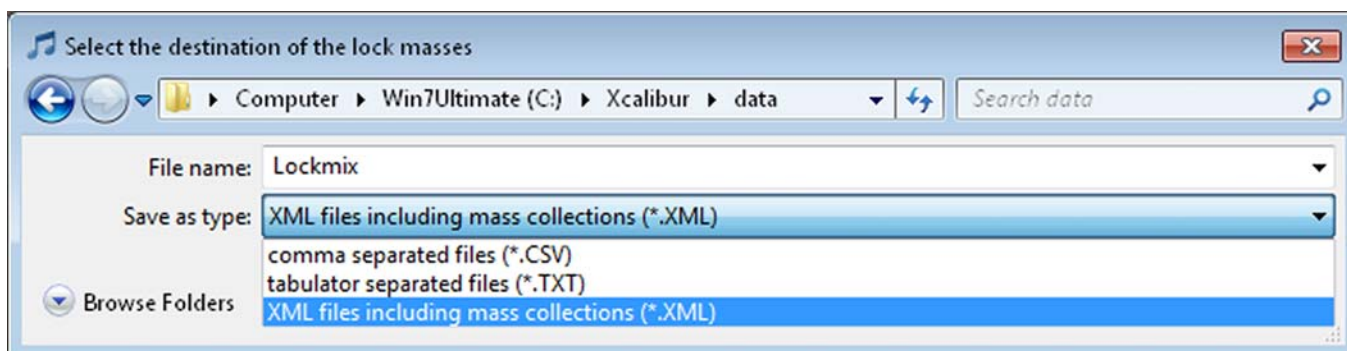 Select the destination of the lock masses
Computer Win7Ultimate (C:) Xcalibur data Search data
File name: Lockmix
Save as type: XML files including mass collections (*.XML)
comma separated files (*.CSV)
tabulator separated files (*.TXT)
Browse Folders
XML files including mass collections (*.XML)